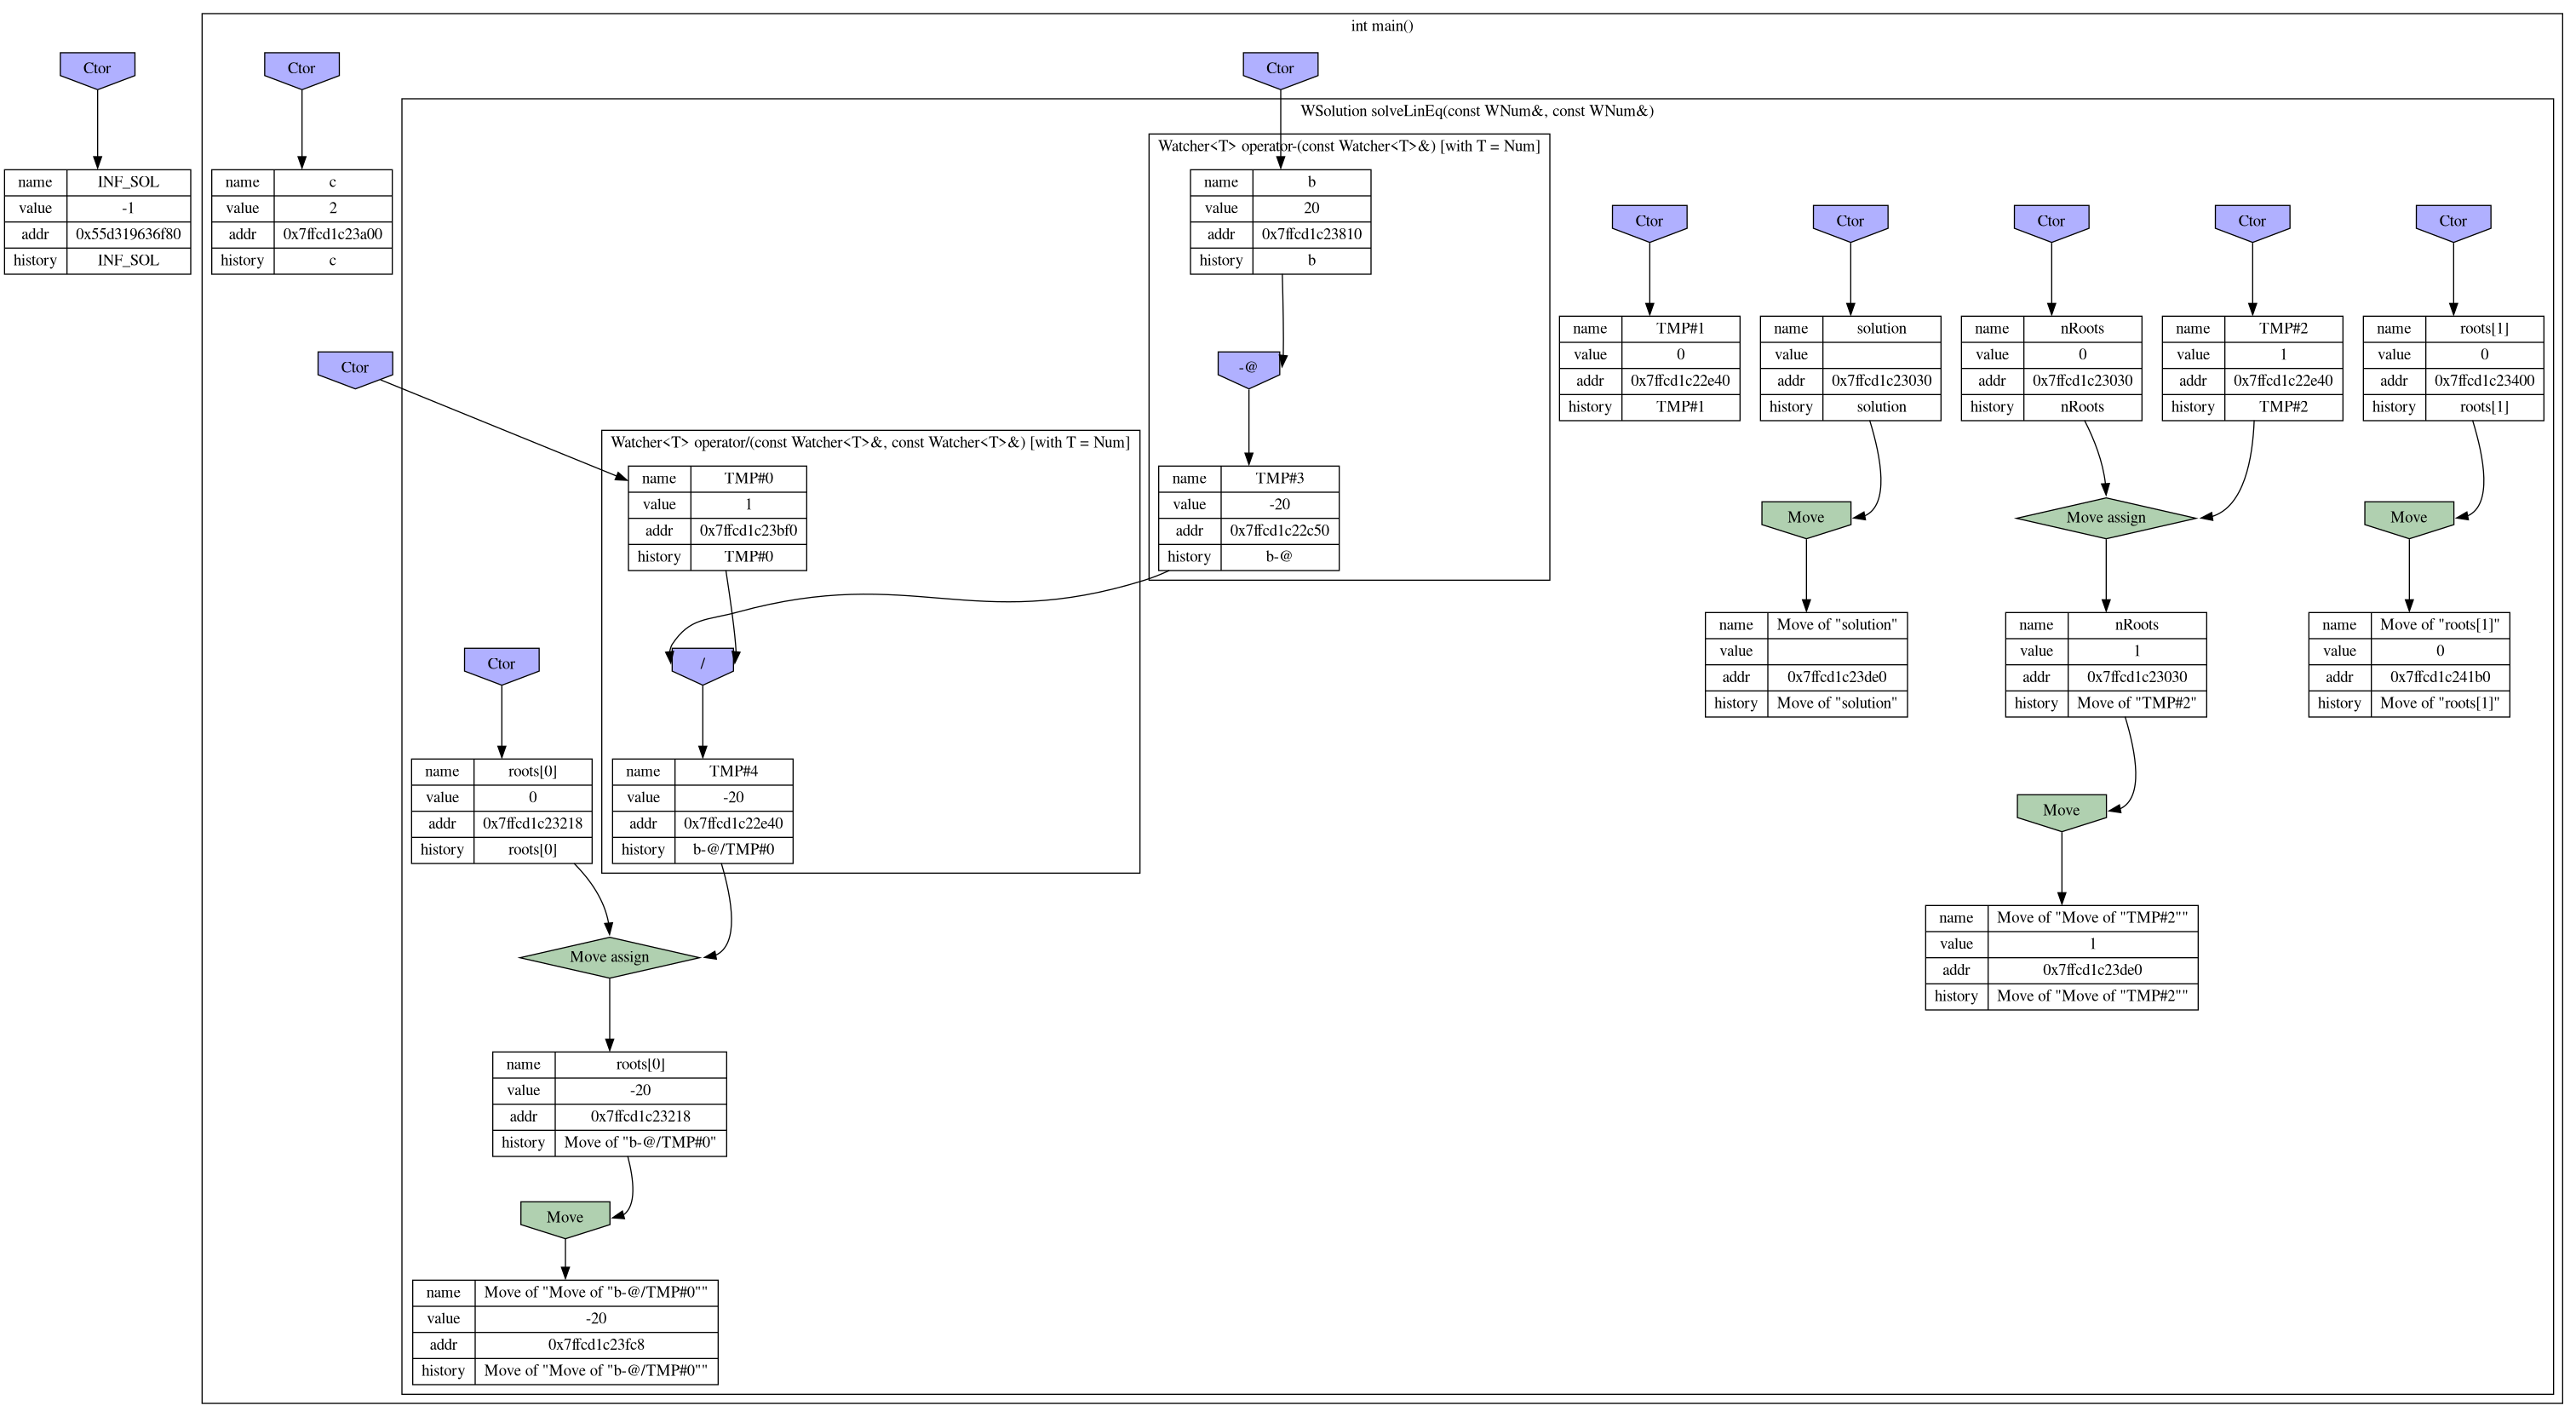 int main()
Ctor
Ctor
Ctor
WSolution solveLinEq(const WNum&, const WNum&)
Watcher<T> operator-(const Watcher<T>&) [with T = Num]
name INF_SOL
value -1
addr 0x55d319636f80
history INF_SOL
name c
value 2
addr 0x7ffcd1c23a00
history c
name b
value 20
addr 0x7ffcd1c23810
history b
Ctor
Ctor
Ctor
Ctor
Ctor
name TMP#1
value 0
addr 0x7ffcd1c22e40
history TMP#1
name solution
value
addr 0x7ffcd1c23030
history solution
name nRoots
value 0
addr 0x7ffcd1c23030
history nRoots
name TMP#2
value 1
addr 0x7ffcd1c22e40
history TMP#2
name roots[1]
value 0
addr 0x7ffcd1c23400
history roots[1]
Ctor
-@
Watcher<T> operator/(const Watcher<T>&, const Watcher<T>&) [with T = Num]
name TMP#0
value 1
addr 0x7ffcd1c23bf0
history TMP#0
name TMP#3
value -20
addr 0x7ffcd1c22c50
history b-@
Move
Move assign
Move
name Move of "solution"
value
addr 0x7ffcd1c23de0
history Move of "solution"
name nRoots
value 1
addr 0x7ffcd1c23030
history Move of "TMP#2"
name Move of "roots[1]"
value 0
addr 0x7ffcd1c241b0
history Move of "roots[1]"
Ctor
/
name roots[0]
value 0
addr 0x7ffcd1c23218
history roots[0]
name TMP#4
value -20
addr 0x7ffcd1c22e40
history b-@/TMP#0
Move
Move assign
name Move of "Move of "TMP#2""
value 1
addr 0x7ffcd1c23de0
history Move of "Move of "TMP#2""
name roots[0]
value -20
addr 0x7ffcd1c23218
history Move of "b-@/TMP#0"
Move
name Move of "Move of "b-@/TMP#0""
value -20
addr 0x7ffcd1c23fc8
history Move of "Move of "b-@/TMP#0""